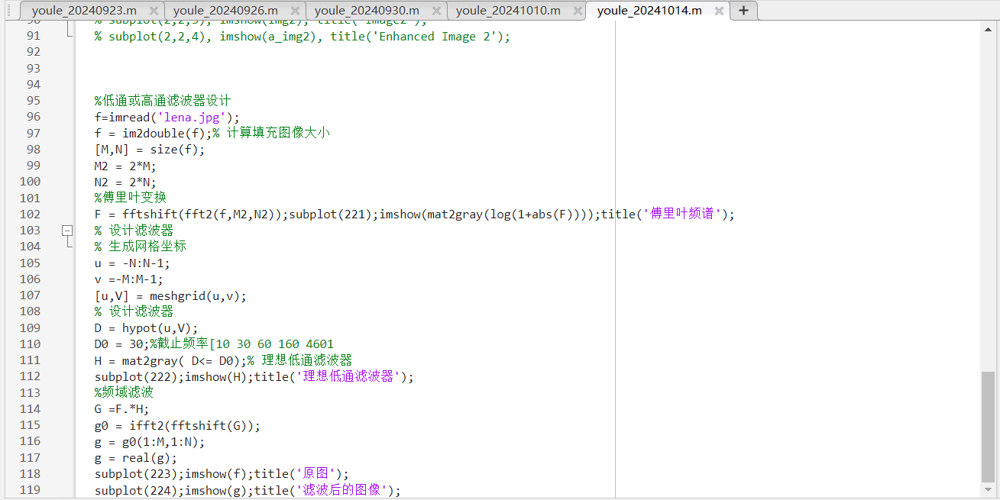 youle_20240923.m youle_20240926.m youle_20240930.m youle_20241010.m youle_20241014.m
90 % subplot(2,2,3), imshow(img2), title('Image2');
91 % subplot(2,2,4), imshow(a_img2), title('Enhanced Image 2');
92
93
94
95 %低通或高通滤波器设计
96 f=imread('lena.jpg');
97 f = im2double(f);% 计算填充图像大小
98 [M,N] = size(f);
99 M2 = 2*M;
100 N2 = 2*N;
101 %傅里叶变换
102 F = fftshift(fft2(f,M2,N2));subplot(221);imshow(mat2gray(log(1+abs(F))));title('傅里叶频谱');
103 % 设计滤波器
104 % 生成网格坐标
105 u = -N:N-1;
106 v =-M:M-1;
107 [u,V] = meshgrid(u,v);
108 % 设计滤波器
109 D = hypot(u,V);
110 D0 = 30;%截止频率[10 30 60 160 4601
111 H = mat2gray( D<= D0);% 理想低通滤波器
112 subplot(222);imshow(H);title('理想低通滤波器');
113 %频域滤波
114 G =F.*H;
115 g0 = ifft2(fftshift(G));
116 g = g0(1:M,1:N);
117 g = real(g);
118 subplot(223);imshow(f);title('原图');
119 subplot(224);imshow(g);title('滤波后的图像');